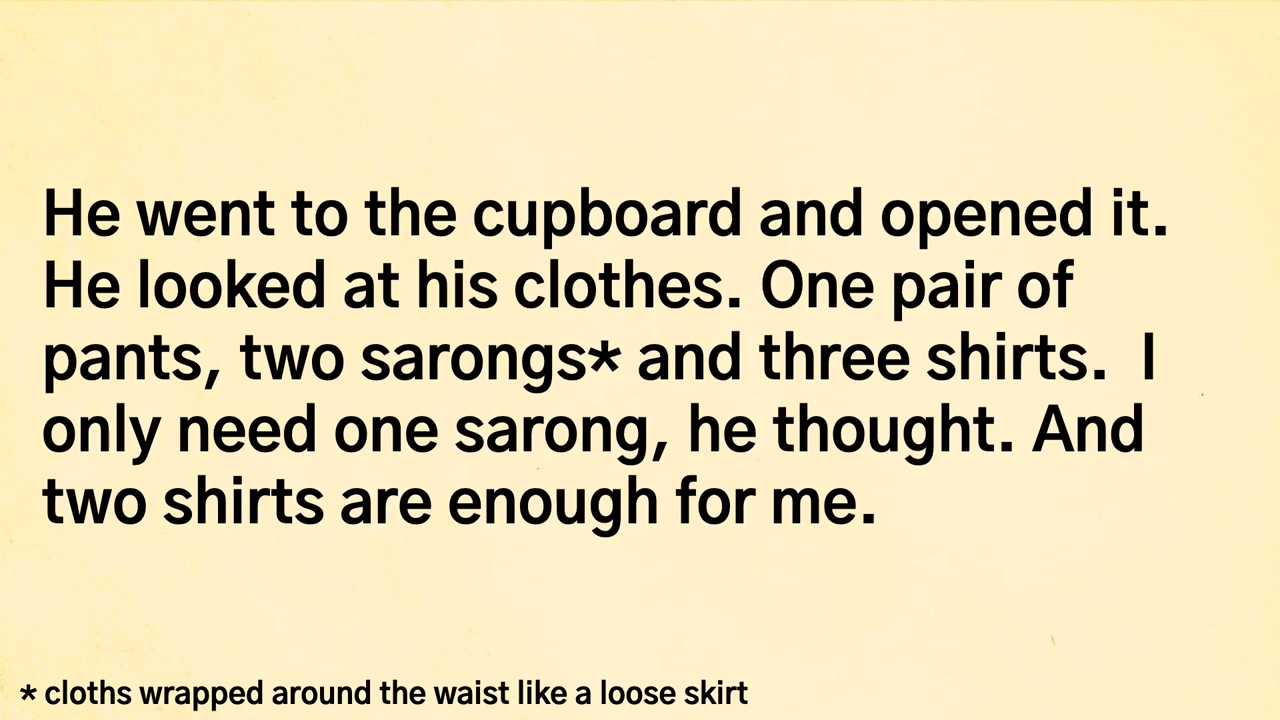 He went to the cupboard and opened it.
He looked at his clothes. One pair of
pants, two sarongs* and three shirts.  I
only need one sarong, he thought. And
two shirts are enough for me.
* cloths wrapped around the waist like a loose skirt